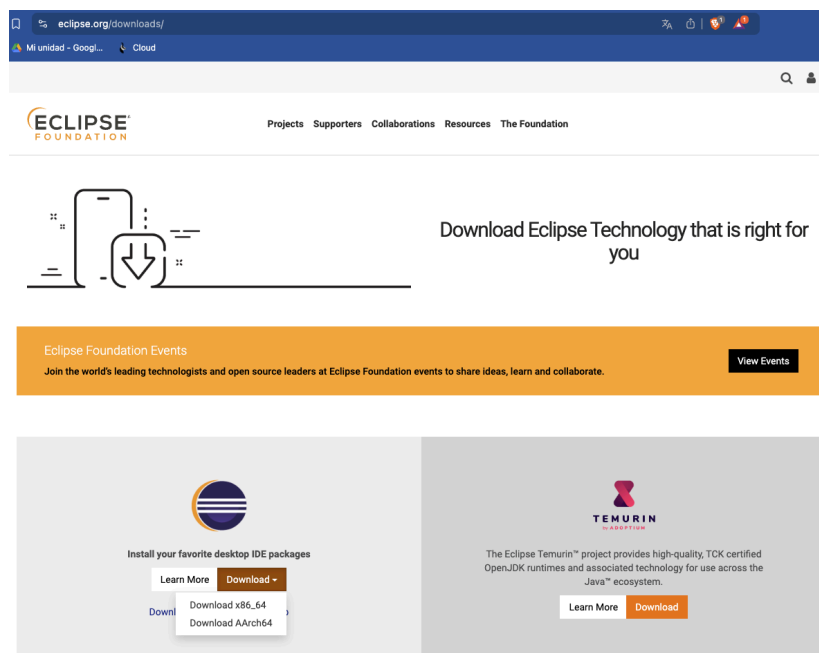 eclipse.org/downloads/
Mi unidad - Googl... Cloud
ECLIPSE
FOUNDATION
Projects Supporters Collaborations Resources The Foundation
Download Eclipse Technology that is right for
you
Eclipse Foundation Events
Join the world's leading technologists and open source leaders at Eclipse Foundation events to share ideas, learn and collaborate.
View Events
Install your favorite desktop IDE packages
Learn More Download
Download x86_64
Download AArch64
TEMURIN
by ADOPTIUM
The Eclipse Temurin™ project provides high-quality, TCK certified
OpenJDK runtimes and associated technology for use across the
Java™ ecosystem.
Learn More Download